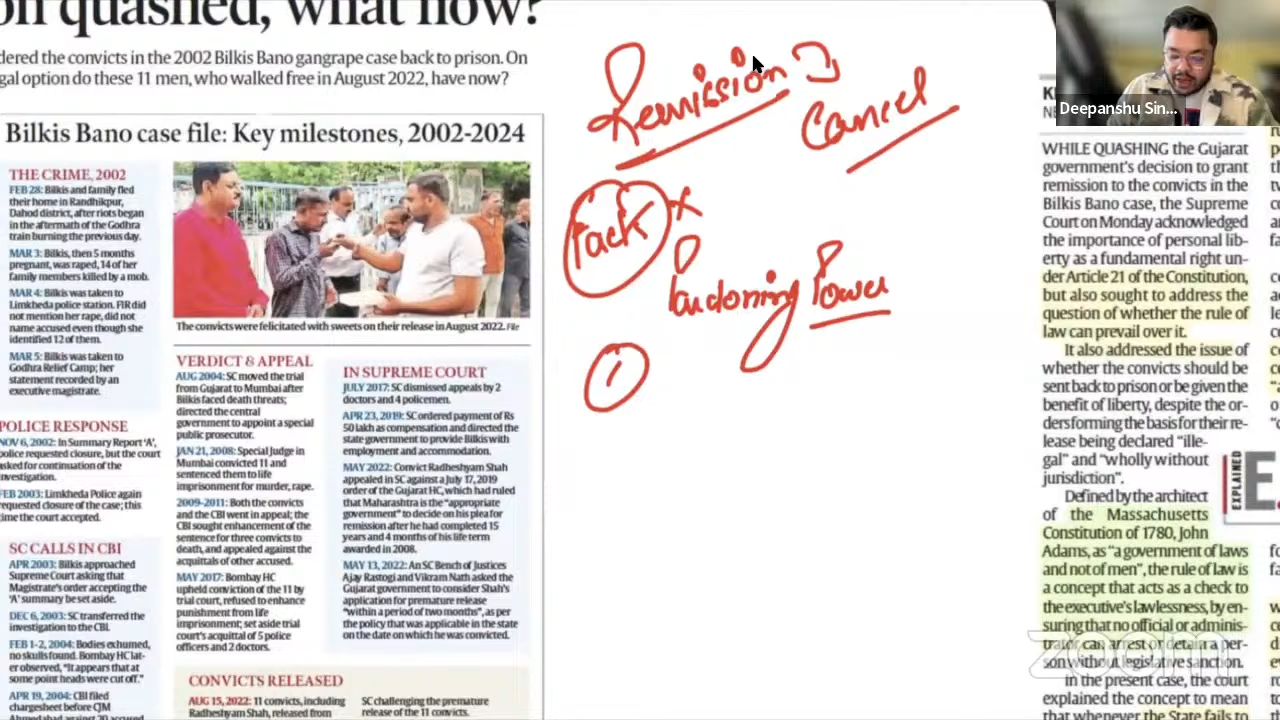 on quashed, what now?
dered the convicts in the 2002 Bilkis Bano gangrape case back to prison. On
gal option do these 11 men, who walked free in August 2022, have now?
Bilkis Bano case file: Key milestones, 2002-2024
THE CRIME, 2002
FEB 28: Bilkis and family fled
their home in Randhikpur,
Dahod district, after riots began
in the aftermath of the Godhra
train burning the previous day.
MAR 3: Bilkis, then 5 months
pregnant, was raped, 14 of her
family members killed by a mob.
MAR 4: Bilkis was taken to
Limkheda police station. FIR did
not mention her rape, did not
name accused even though she
identified 12 of them.
MAR 5: Bilkis was taken to
Godhra Relief Camp; her
statement recorded by an
executive magistrate.
POLICE RESPONSE
NOV 6, 2002: In Summary Report 'A',
police requested closure, but the court
asked for continuation of the
investigation.
FEB 2003: Limkheda Police again
requested closure of the case; this
time the court accepted.
SC CALLS IN CBI
APR 2003: Bilkis approached
Supreme Court asking that
Magistrate's order accepting the
'A' summary be set aside.
DEC 6, 2003: SC transferred the
investigation to the CBI.
FEB 1-2, 2004: Bodies exhumed,
no skulls found. Bombay HC lat-
er observed, "It appears that at
some point heads were cut off."
APR 19, 2004: CBI filed
chargesheet before CJM
Ahmedabad against 20 accused
The convicts were felicitated with sweets on their release in August 2022. File
VERDICT & APPEAL
AUG 2004: SC moved the trial
from Gujarat to Mumbai after
Bilkis faced death threats;
directed the central
government to appoint a special
public prosecutor.
JAN 21, 2008: Special Judge in
Mumbai convicted 11 and
sentenced them to life
imprisonment for murder, rape.
2009-2011: Both the convicts
and the CBI went in appeal; the
CBI sought enhancement of the
sentence for three convicts to
death, and appealed against the
acquittals of other accused.
MAY 2017: Bombay HC
upheld conviction of the 11 by
trial court, refused to enhance
punishment from life
imprisonment; set aside trial
court's acquittal of 5 police
officers and 2 doctors.
IN SUPREME COURT
JULY 2017: SC dismissed appeals by 2
doctors and 4 policemen.
APR 23, 2019: SC ordered payment of Rs
50 lakh as compensation and directed the
state government to provide Bilkis with
employment and accommodation.
MAY 2022: Convict Radheshyam Shah
appealed in SC against a July 17, 2019
order of the Gujarat HC, which had ruled
that Maharashtra is the "appropriate
government" to decide on his plea for
remission after he had completed 15
years and 4 months of his life term
awarded in 2008.
MAY 13, 2022: An SC Bench of Justices
Ajay Rastogi and Vikram Nath asked the
Gujarat government to consider Shah's
application for premature release
"within a period of two months", as per
the policy that was applicable in the state
on the date on which he was convicted.
CONVICTS RELEASED
AUG 15, 2022: 11 convicts, including
Radheshyam Shah, released from
SC challenging the premature
release of the 11 convicts.
Remission
Cancel
Fact x
Pardoning Power
1
Deepanshu Sin...
WHILE QUASHING the Gujarat
government's decision to grant
remission to the convicts in the
Bilkis Bano case, the Supreme
Court on Monday acknowledged
the importance of personal lib-
erty as a fundamental right un-
der Article 21 of the Constitution,
but also sought to address the
question of whether the rule of
law can prevail over it.
It also addressed the issue of
whether the convicts should be
sent back to prison or be given the
benefit of liberty, despite the or-
ders forming the basis for their re-
lease being declared "ille-
gal" and "wholly without
jurisdiction".
Defined by the architect
of the Massachusetts
Constitution of 1780, John
Adams, as "a government of laws
and not of men", the rule of law is
a concept that acts as a check to
the executive's lawlessness, by en-
suring that no official or adminis-
trator can arrest or detain a per-
son without legislative sanction.
In the present case, the court
explained the concept to mean
that whenever the State fails to
EXPLAINED
E.
zoom